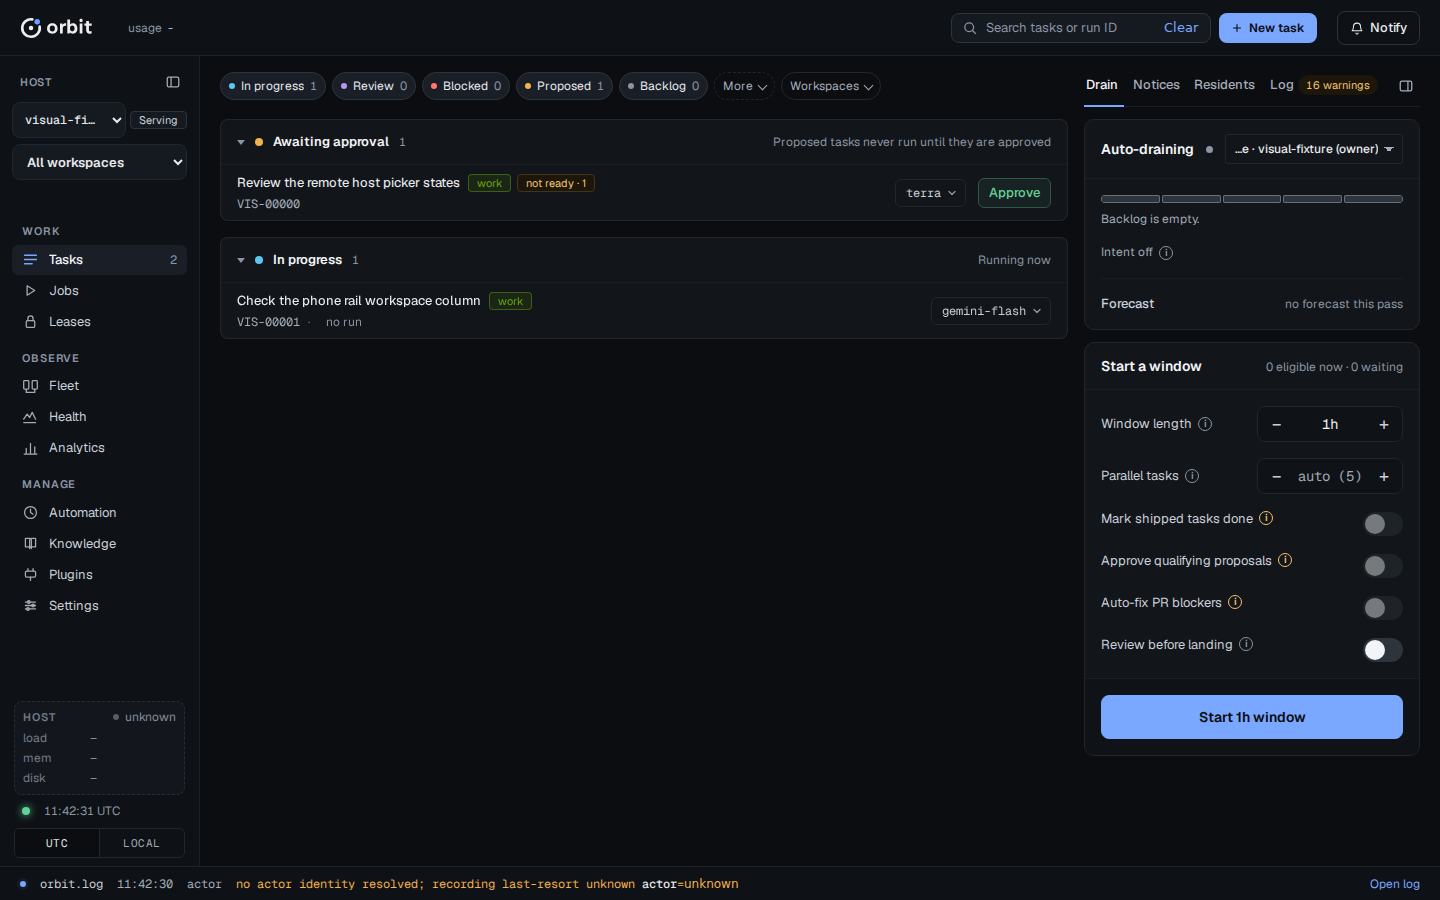 orbit
usage -
Search tasks or run ID
Clear
+ New task
Notify
HOST
visual-fi...
Serving
All workspaces
WORK
Tasks 2
Jobs
Leases
OBSERVE
Fleet
Health
Analytics
MANAGE
Automation
Knowledge
Plugins
Settings
HOST unknown
load –
mem –
disk –
11:42:31 UTC
UTC LOCAL
In progress 1
Review 0
Blocked 0
Proposed 1
Backlog 0
More
Workspaces
Awaiting approval 1
Proposed tasks never run until they are approved
Review the remote host picker states work not ready · 1
VIS-00000
terra
Approve
In progress 1
Running now
Check the phone rail workspace column work
VIS-00001 · no run
gemini-flash
Drain Notices Residents Log 16 warnings
Auto-draining
...e · visual-fixture (owner)
Backlog is empty.
Intent off
Forecast no forecast this pass
Start a window 0 eligible now · 0 waiting
Window length − 1h +
Parallel tasks − auto (5) +
Mark shipped tasks done
Approve qualifying proposals
Auto-fix PR blockers
Review before landing
Start 1h window
orbit.log 11:42:30 actor no actor identity resolved; recording last-resort unknown actor=unknown
Open log